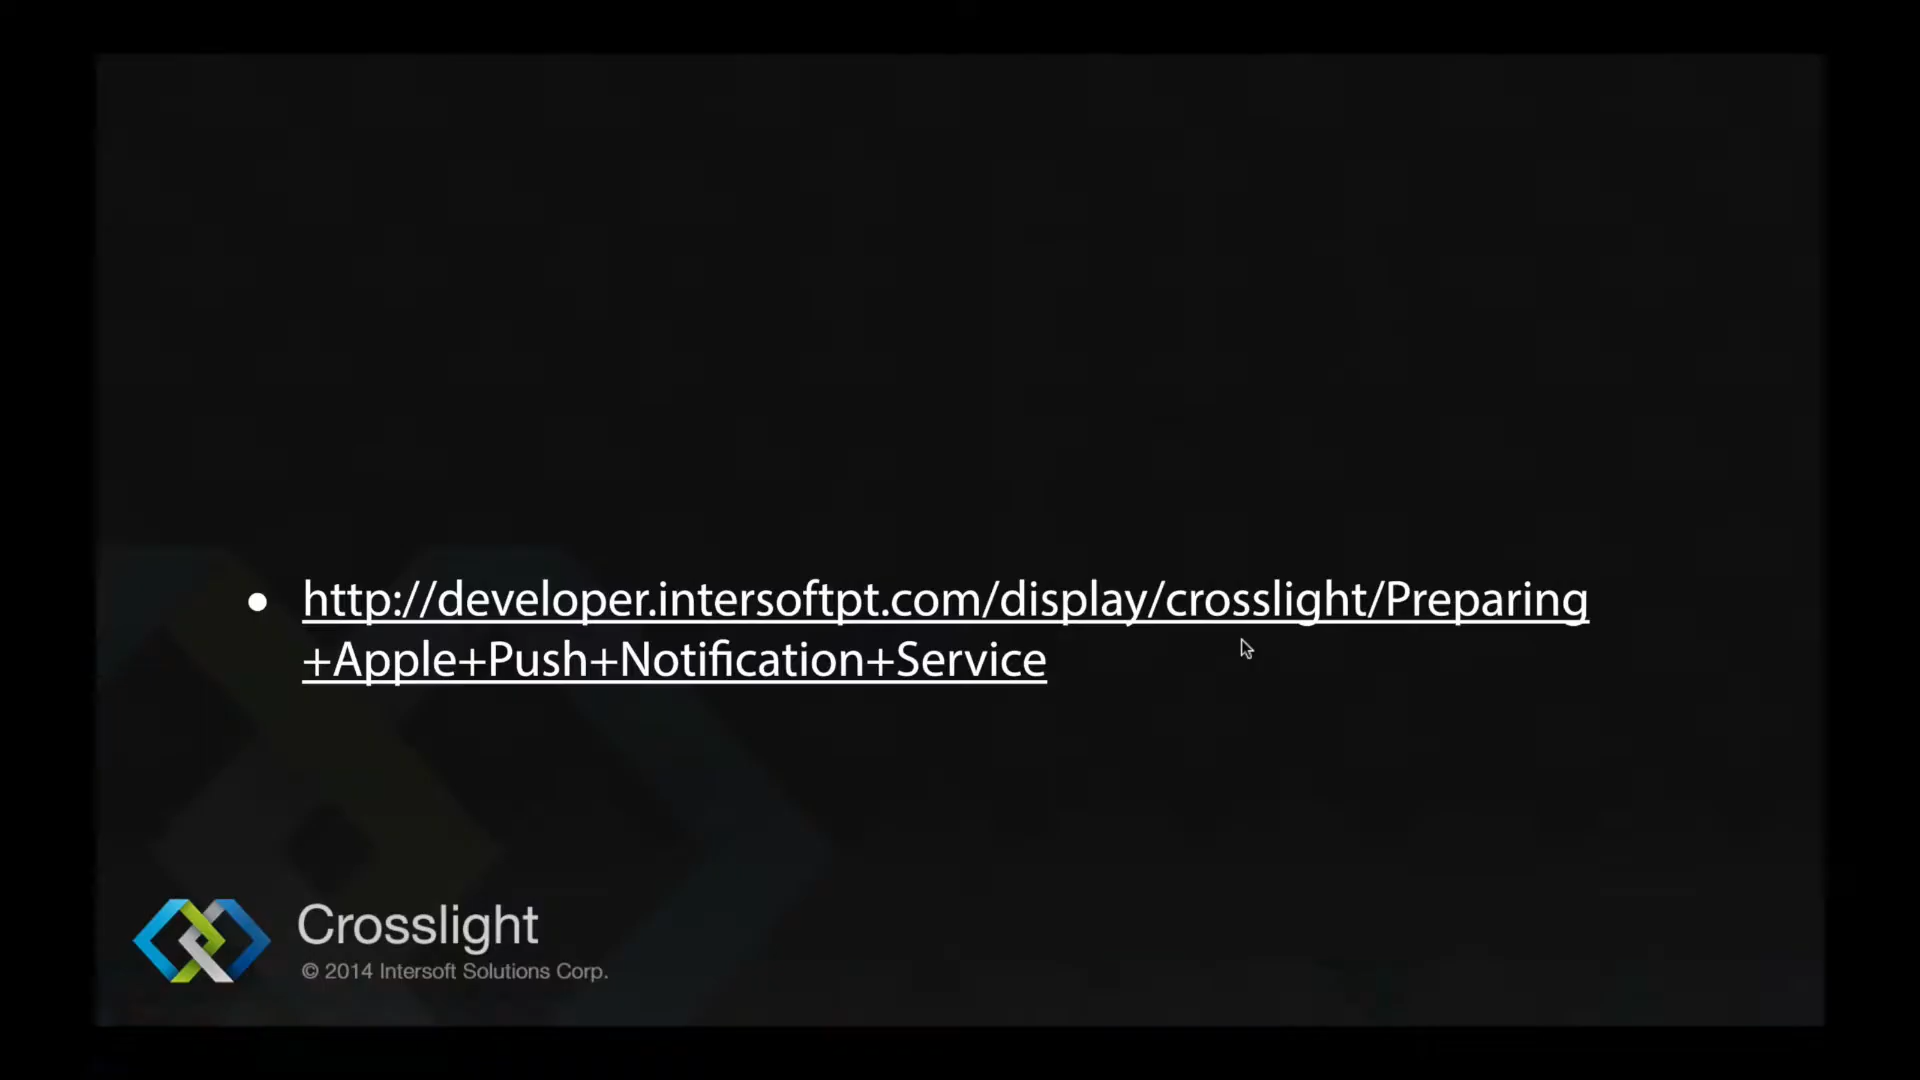 • http://developer.intersoftpt.com/display/crosslight/Preparing
+Apple+Push+Notification+Service
Crosslight
© 2014 Intersoft Solutions Corp.